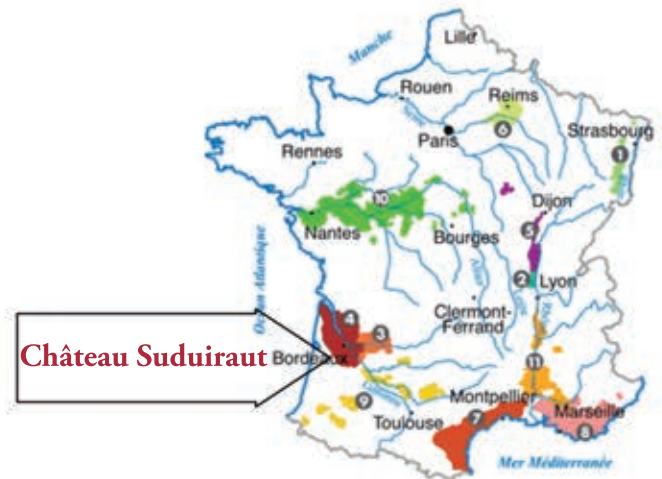 Lille
Manche
Rouen
Reims
6
Paris
Strasbourg
1
Rennes
10
Nantes
Bourges
Dijon
5
2
Lyon
Océan Atlantique
Clermont-
Ferrand
4
3
Château Suduiraut
Bordeaux
11
9
Toulouse
Montpellier
7
Marseille
8
Mer Méditerranée